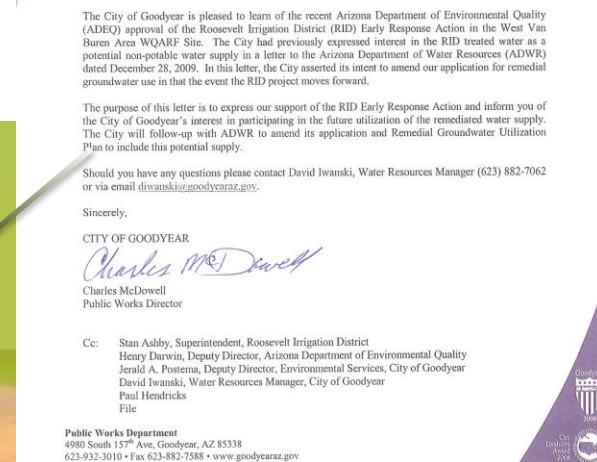 The City of Goodyear is pleased to learn of the recent Arizona Department of Environmental Quality
(ADEQ) approval of the Roosevelt Irrigation District (RID) Early Response Action in the West Van
Buren Area WQARF Site. The City had previously expressed interest in the RID treated water as a
potential non-potable water supply in a letter to the Arizona Department of Water Resources (ADWR)
dated December 28, 2009. In this letter, the City asserted its intent to amend our application for remedial
groundwater use in that the event the RID project moves forward.
The purpose of this letter is to express our support of the RID Early Response Action and inform you of
the City of Goodyear's interest in participating in the future utilization of the remediated water supply.
The City will follow-up with ADWR to amend its application and Remedial Groundwater Utilization
Plan to include this potential supply.
Should you have any questions please contact David Iwanski, Water Resources Manager (623) 882-7062
or via email diwanski@goodyearaz.gov.
Sincerely,
CITY OF GOODYEAR
Charles McDowell
Charles McDowell
Public Works Director
Cc: Stan Ashby, Superintendent, Roosevelt Irrigation District
Henry Darwin, Deputy Director, Arizona Department of Environmental Quality
Jerald A. Postema, Deputy Director, Environmental Services, City of Goodyear
David Iwanski, Water Resources Manager, City of Goodyear
Paul Hendricks
File
Public Works Department
4980 South 157th Ave, Goodyear, AZ 85338
623-932-3010 • Fax 623-882-7588 • www.goodyearaz.gov
2008
City
Disability
Award
2008